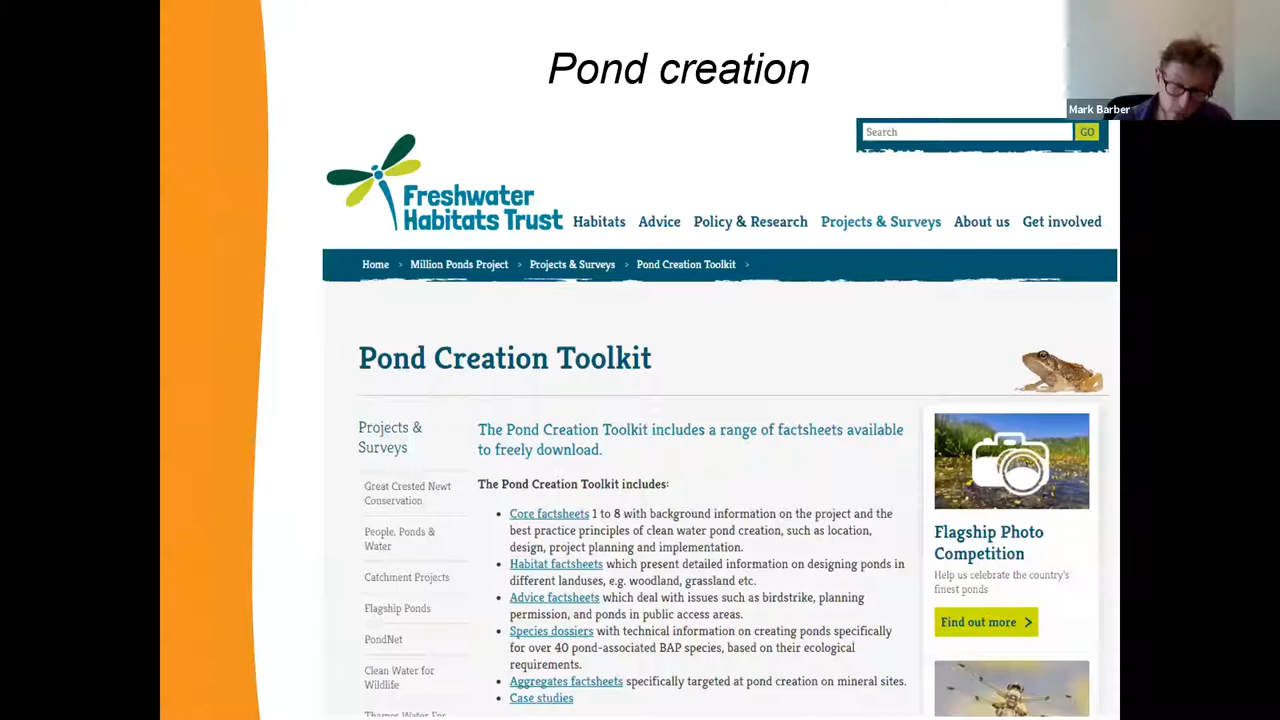 Pond creation
Mark Barber
Search
GO
Freshwater
Habitats Trust
Habitats Advice Policy & Research Projects & Surveys About us Get involved
Home > Million Ponds Project > Projects & Surveys > Pond Creation Toolkit >
Pond Creation Toolkit
Projects &
Surveys
Great Crested Newt
Conservation
People, Ponds &
Water
Catchment Projects
Flagship Ponds
PondNet
Clean Water for
Wildlife
Thames Water For
The Pond Creation Toolkit includes a range of factsheets available
to freely download.
The Pond Creation Toolkit includes:
• Core factsheets 1 to 8 with background information on the project and the
best practice principles of clean water pond creation, such as location,
design, project planning and implementation.
• Habitat factsheets which present detailed information on designing ponds in
different landuses, e.g. woodland, grassland etc.
• Advice factsheets which deal with issues such as birdstrike, planning
permission, and ponds in public access areas.
• Species dossiers with technical information on creating ponds specifically
for over 40 pond-associated BAP species, based on their ecological
requirements.
• Aggregates factsheets specifically targeted at pond creation on mineral sites.
• Case studies
Flagship Photo
Competition
Help us celebrate the country's
finest ponds
Find out more >